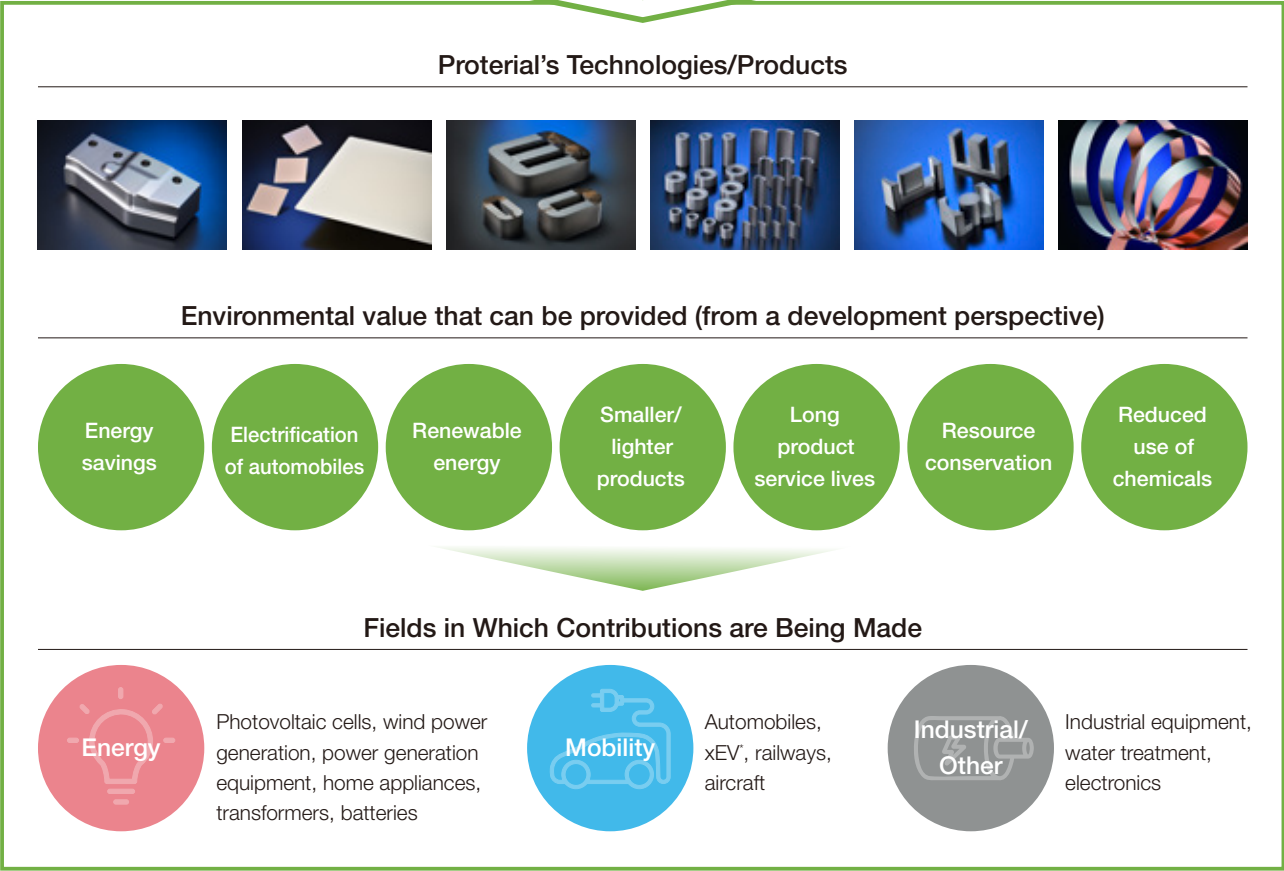 Proterial’s Technologies/Products
Environmental value that can be provided (from a development perspective)
Energy
savings
Electrification
of automobiles
Renewable
energy
Smaller/
lighter
products
Long
product
service lives
Resource
conservation
Reduced
use of
chemicals
Fields in Which Contributions are Being Made
Energy
Photovoltaic cells, wind power
generation, power generation
equipment, home appliances,
transformers, batteries
Mobility
Automobiles,
xEV*, railways,
aircraft
Industrial/
Other
Industrial equipment,
water treatment,
electronics